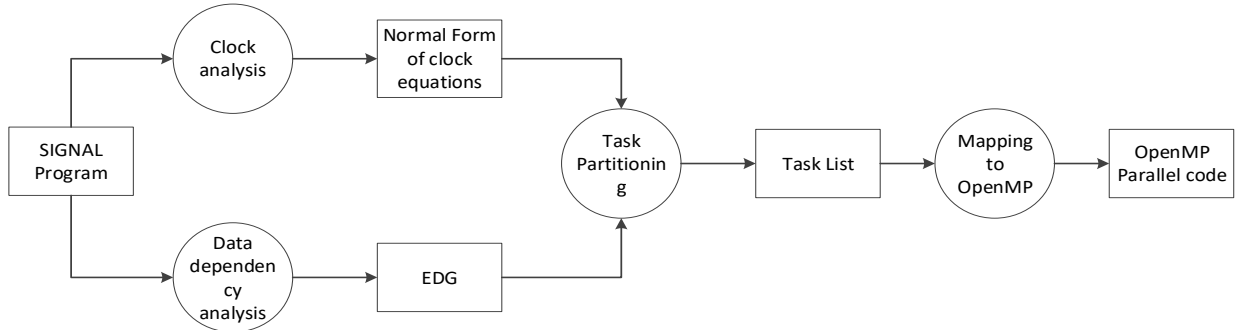 Clock
analysis
Normal Form
of clock
equations
SIGNAL
Program
Task
Partitionin
g
Task List
Mapping
to
OpenMP
OpenMP
Parallel code
Data
dependen
cy
analysis
EDG